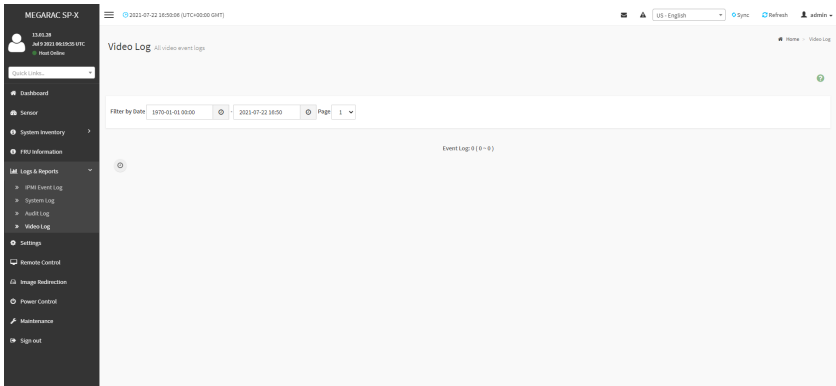 MEGARAC SP-X
13.01.28
Jul 9 2021 06:19:35 UTC
Host Online
Quick Links...
Dashboard
Sensor
System Inventory
FRU Information
Logs & Reports
IPMI Event Log
System Log
Audit Log
Video Log
Settings
Remote Control
Image Redirection
Power Control
Maintenance
Sign out
2021-07-22 16:50:06 (UTC+00:00 GMT)
US - English
Sync
Refresh
admin
Video Log All video event logs
Home - Video Log
Filter by Date 1970-01-01 00:00 - 2021-07-22 16:50 Page 1
Event Log: 0 ( 0 ~ 0 )